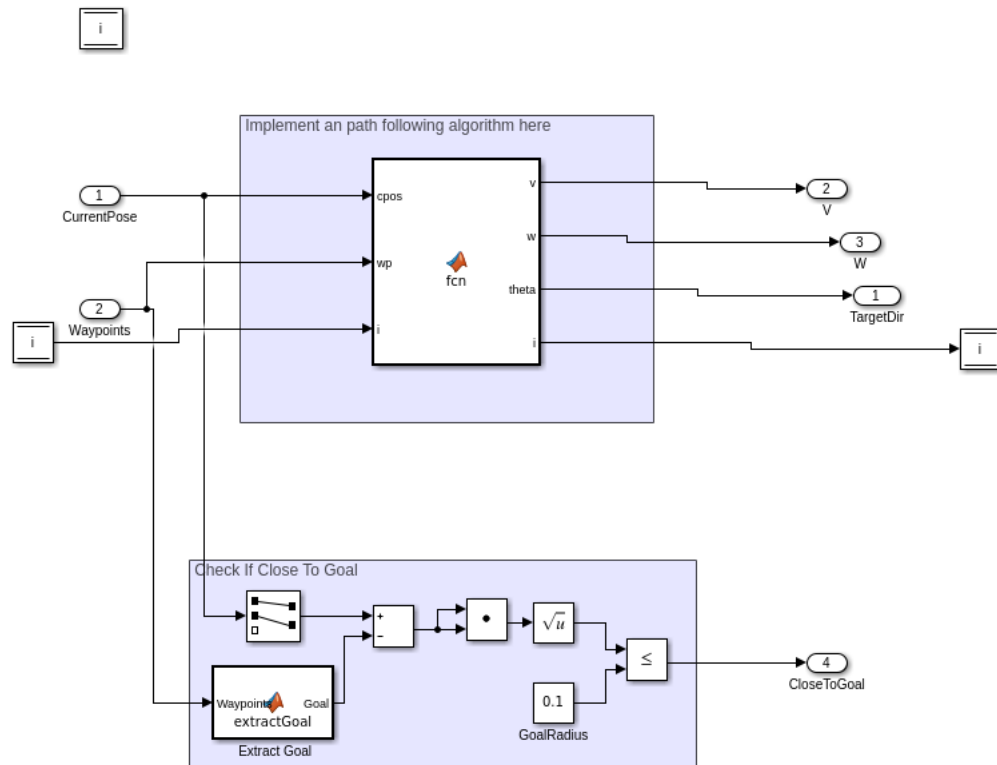 i
Implement an path following algorithm here
1
CurrentPose
cpos
v
2
V
w
3
W
wp
fcn
theta
1
TargetDir
2
Waypoints
i
i
i
i
Check If Close To Goal
+
−
√u
≤
4
CloseToGoal
Waypoints
Goal
extractGoal
Extract Goal
0.1
GoalRadius